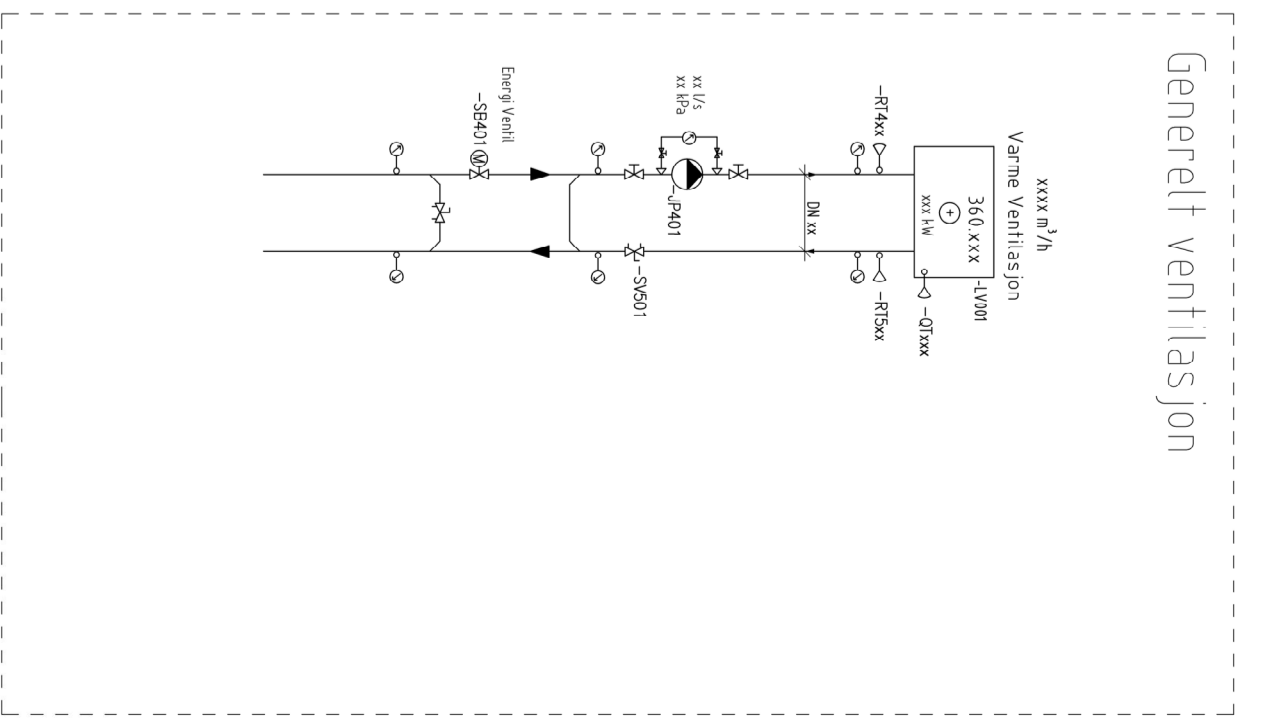 Generelt ventilasjon
xxxx m³/h
Varme Ventilasjon
-LV001
360.xxx
+
xxx kW
-QTxxx
-RT4xx
-RT5xx
DN xx
xx l/s
xx kPa
-JP401
-SV501
Energi Ventil
-SB401
M